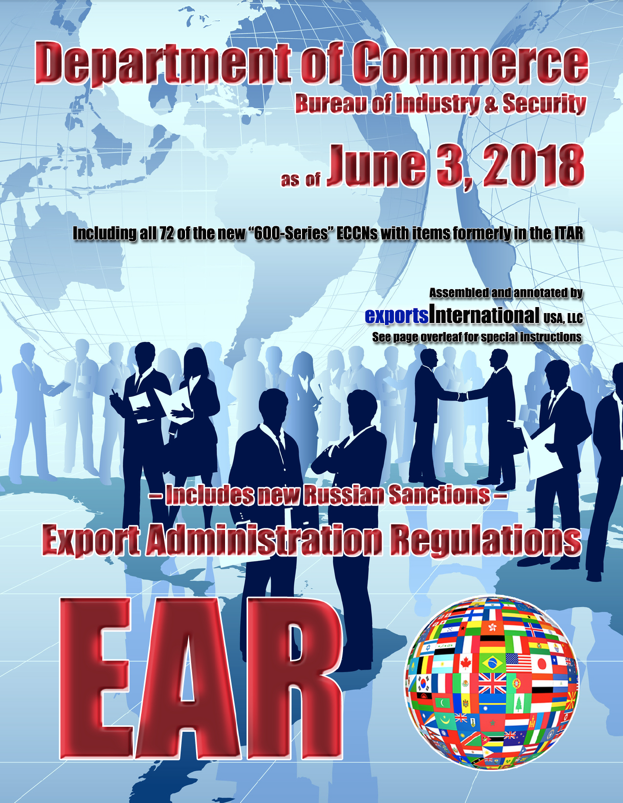 Department of Commerce
Bureau of Industry & Security
as of June 3, 2018
Including all 72 of the new “600-Series” ECCNs with items formerly in the ITAR
Assembled and annotated by
exportsInternational USA, LLC
See page overleaf for special instructions
– Includes new Russian Sanctions –
Export Administration Regulations
EAR